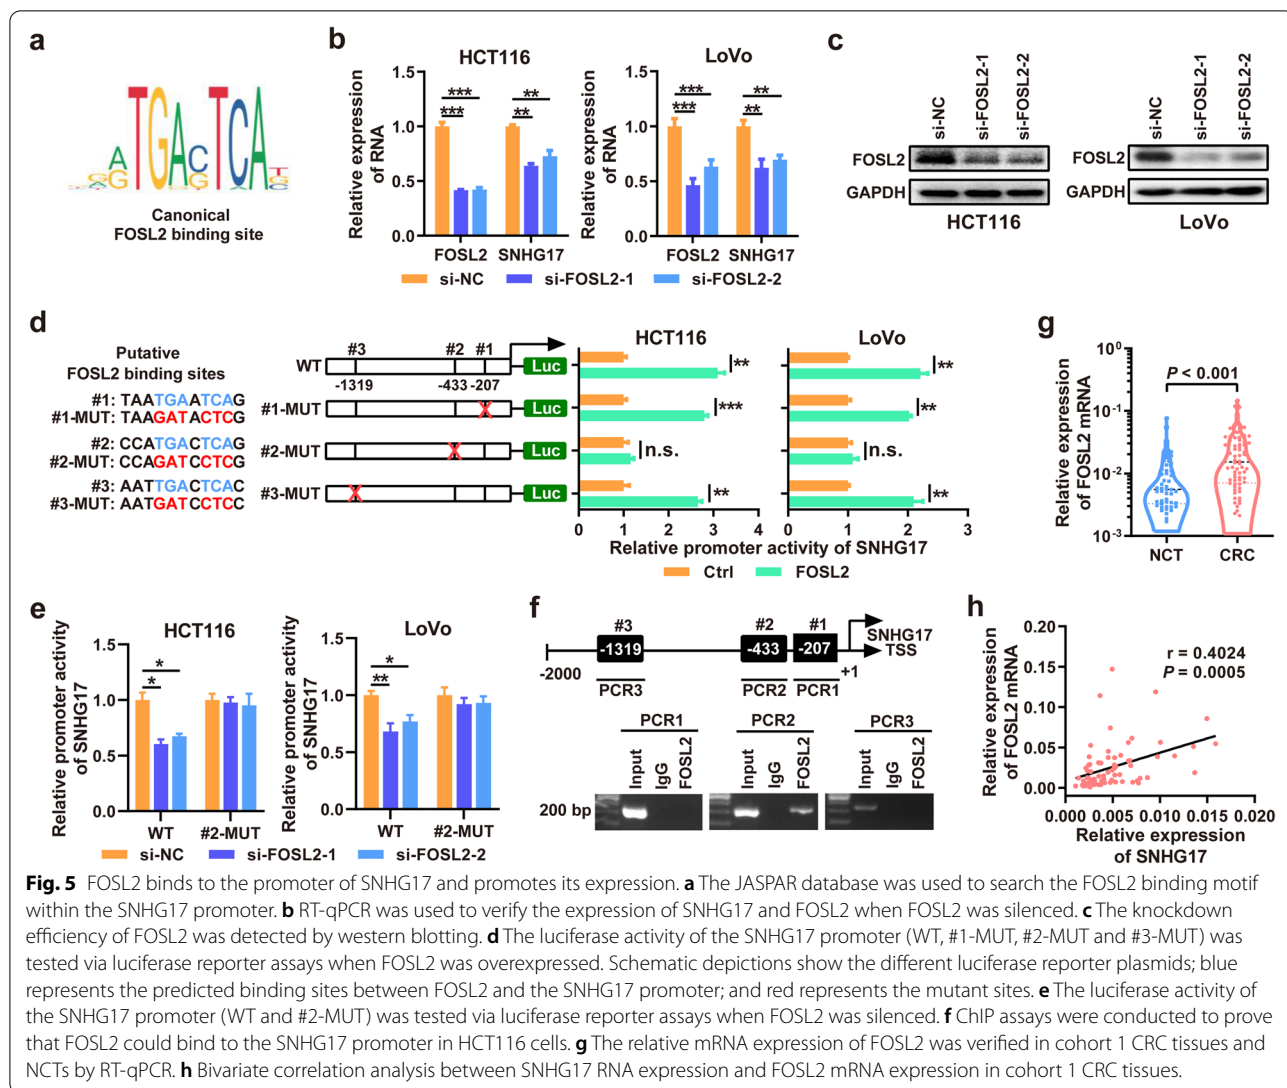 a
TGACTCA
Canonical
FOSL2 binding site
b
HCT116
LoVo
Relative expression
of RNA
1.5
1.0
0.5
0.0
***
***
**
**
FOSL2
SNHG17
Relative expression
of RNA
1.5
1.0
0.5
0.0
***
***
**
**
FOSL2
SNHG17
si-NC
si-FOSL2-1
si-FOSL2-2
c
si-NC
si-FOSL2-1
si-FOSL2-2
FOSL2
GAPDH
HCT116
si-NC
si-FOSL2-1
si-FOSL2-2
FOSL2
GAPDH
LoVo
d
Putative
FOSL2 binding sites
#1: TAATGAATCAG
#1-MUT: TAAGATACTCG
#2: CCATGACTCAG
#2-MUT: CCAGATCCTCG
#3: AATTGACTCAC
#3-MUT: AATGATCCTCC
#3 #2 #1
WT
Luc
-1319 -433 -207
#1-MUT
Luc
#2-MUT
Luc
#3-MUT
Luc
HCT116
**
***
n.s.
**
0 1 2 3 4
LoVo
**
**
n.s.
**
0 1 2 3
Relative promoter activity of SNHG17
Ctrl
FOSL2
g
Relative expression
of FOSL2 mRNA
10⁰
10⁻¹
10⁻²
10⁻³
P < 0.001
NCT
CRC
e
HCT116
Relative promoter activity
of SNHG17
1.5
1.0
0.5
0.0
*
*
WT
#2-MUT
LoVo
Relative promoter activity
of SNHG17
1.5
1.0
0.5
0.0
*
**
WT
#2-MUT
si-NC
si-FOSL2-1
si-FOSL2-2
f
#3 #2 #1
-1319 -433 -207
SNHG17
TSS
-2000
+1
PCR3 PCR2 PCR1
PCR1
Input
IgG
FOSL2
PCR2
Input
IgG
FOSL2
PCR3
Input
IgG
FOSL2
200 bp
h
Relative expression
of FOSL2 mRNA
0.20
0.15
0.10
0.05
0.00
r = 0.4024
P = 0.0005
0.000 0.005 0.010 0.015 0.020
Relative expression
of SNHG17
Fig. 5 FOSL2 binds to the promoter of SNHG17 and promotes its expression. a The JASPAR database was used to search the FOSL2 binding motif
within the SNHG17 promoter. b RT-qPCR was used to verify the expression of SNHG17 and FOSL2 when FOSL2 was silenced. c The knockdown
efficiency of FOSL2 was detected by western blotting. d The luciferase activity of the SNHG17 promoter (WT, #1-MUT, #2-MUT and #3-MUT) was
tested via luciferase reporter assays when FOSL2 was overexpressed. Schematic depictions show the different luciferase reporter plasmids; blue
represents the predicted binding sites between FOSL2 and the SNHG17 promoter; and red represents the mutant sites. e The luciferase activity of
the SNHG17 promoter (WT and #2-MUT) was tested via luciferase reporter assays when FOSL2 was silenced. f ChIP assays were conducted to prove
that FOSL2 could bind to the SNHG17 promoter in HCT116 cells. g The relative mRNA expression of FOSL2 was verified in cohort 1 CRC tissues and
NCTs by RT-qPCR. h Bivariate correlation analysis between SNHG17 RNA expression and FOSL2 mRNA expression in cohort 1 CRC tissues.